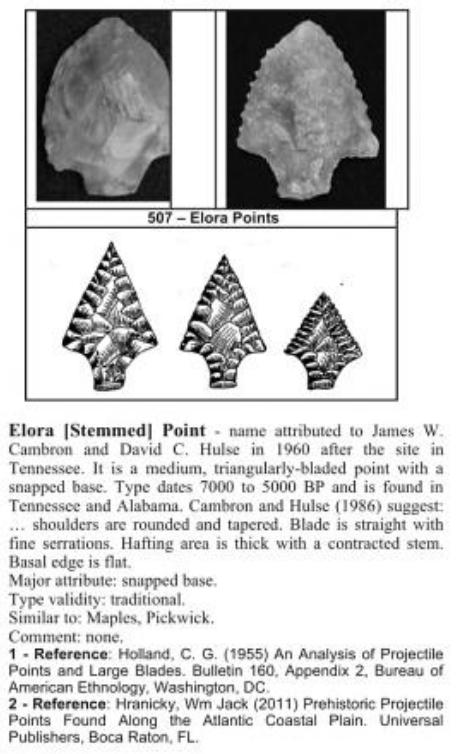 507 – Elora Points
Elora [Stemmed] Point - name attributed to James W.
Cambron and David C. Hulse in 1960 after the site in
Tennessee. It is a medium, triangularly-bladed point with a
snapped base. Type dates 7000 to 5000 BP and is found in
Tennessee and Alabama. Cambron and Hulse (1986) suggest:
… shoulders are rounded and tapered. Blade is straight with
fine serrations. Hafting area is thick with a contracted stem.
Basal edge is flat.
Major attribute: snapped base.
Type validity: traditional.
Similar to: Maples, Pickwick.
Comment: none.
1 - Reference: Holland, C. G. (1955) An Analysis of Projectile
Points and Large Blades. Bulletin 160, Appendix 2, Bureau of
American Ethnology, Washington, DC.
2 - Reference: Hranicky, Wm Jack (2011) Prehistoric Projectile
Points Found Along the Atlantic Coastal Plain. Universal
Publishers, Boca Raton, FL.